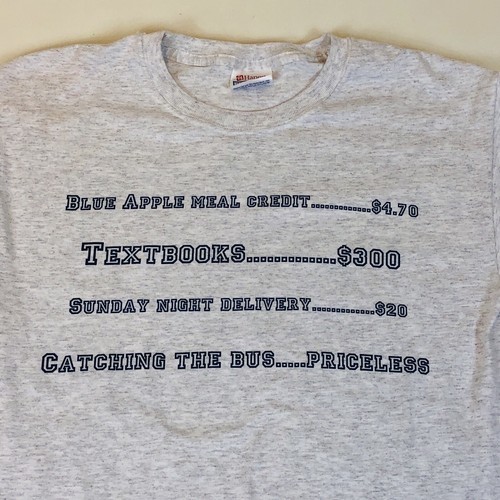 Blue Apple meal credit.............$4.70
Textbooks..............$300
Sunday night delivery.............$20
Catching the bus.....priceless